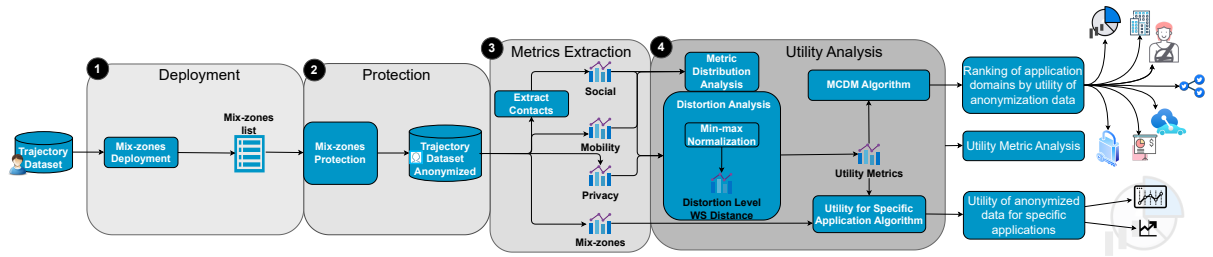 1
Deployment
Trajectory
Dataset
Mix-zones
Deployment
Mix-zones
list
2
Protection
Mix-zones
Protection
Trajectory
Dataset
Anonymized
3
Metrics Extraction
Extract
Contacts
Social
Mobility
Privacy
Mix-zones
4
Utility Analysis
Metric
Distribution
Analysis
Distortion Analysis
Min-max
Normalization
Distortion Level
WS Distance
MCDM Algorithm
Utility Metrics
Utility for Specific
Application Algorithm
Ranking of application
domains by utility of
anonymization data
Utility Metric Analysis
Utility of anonymized
data for specific
applications
$